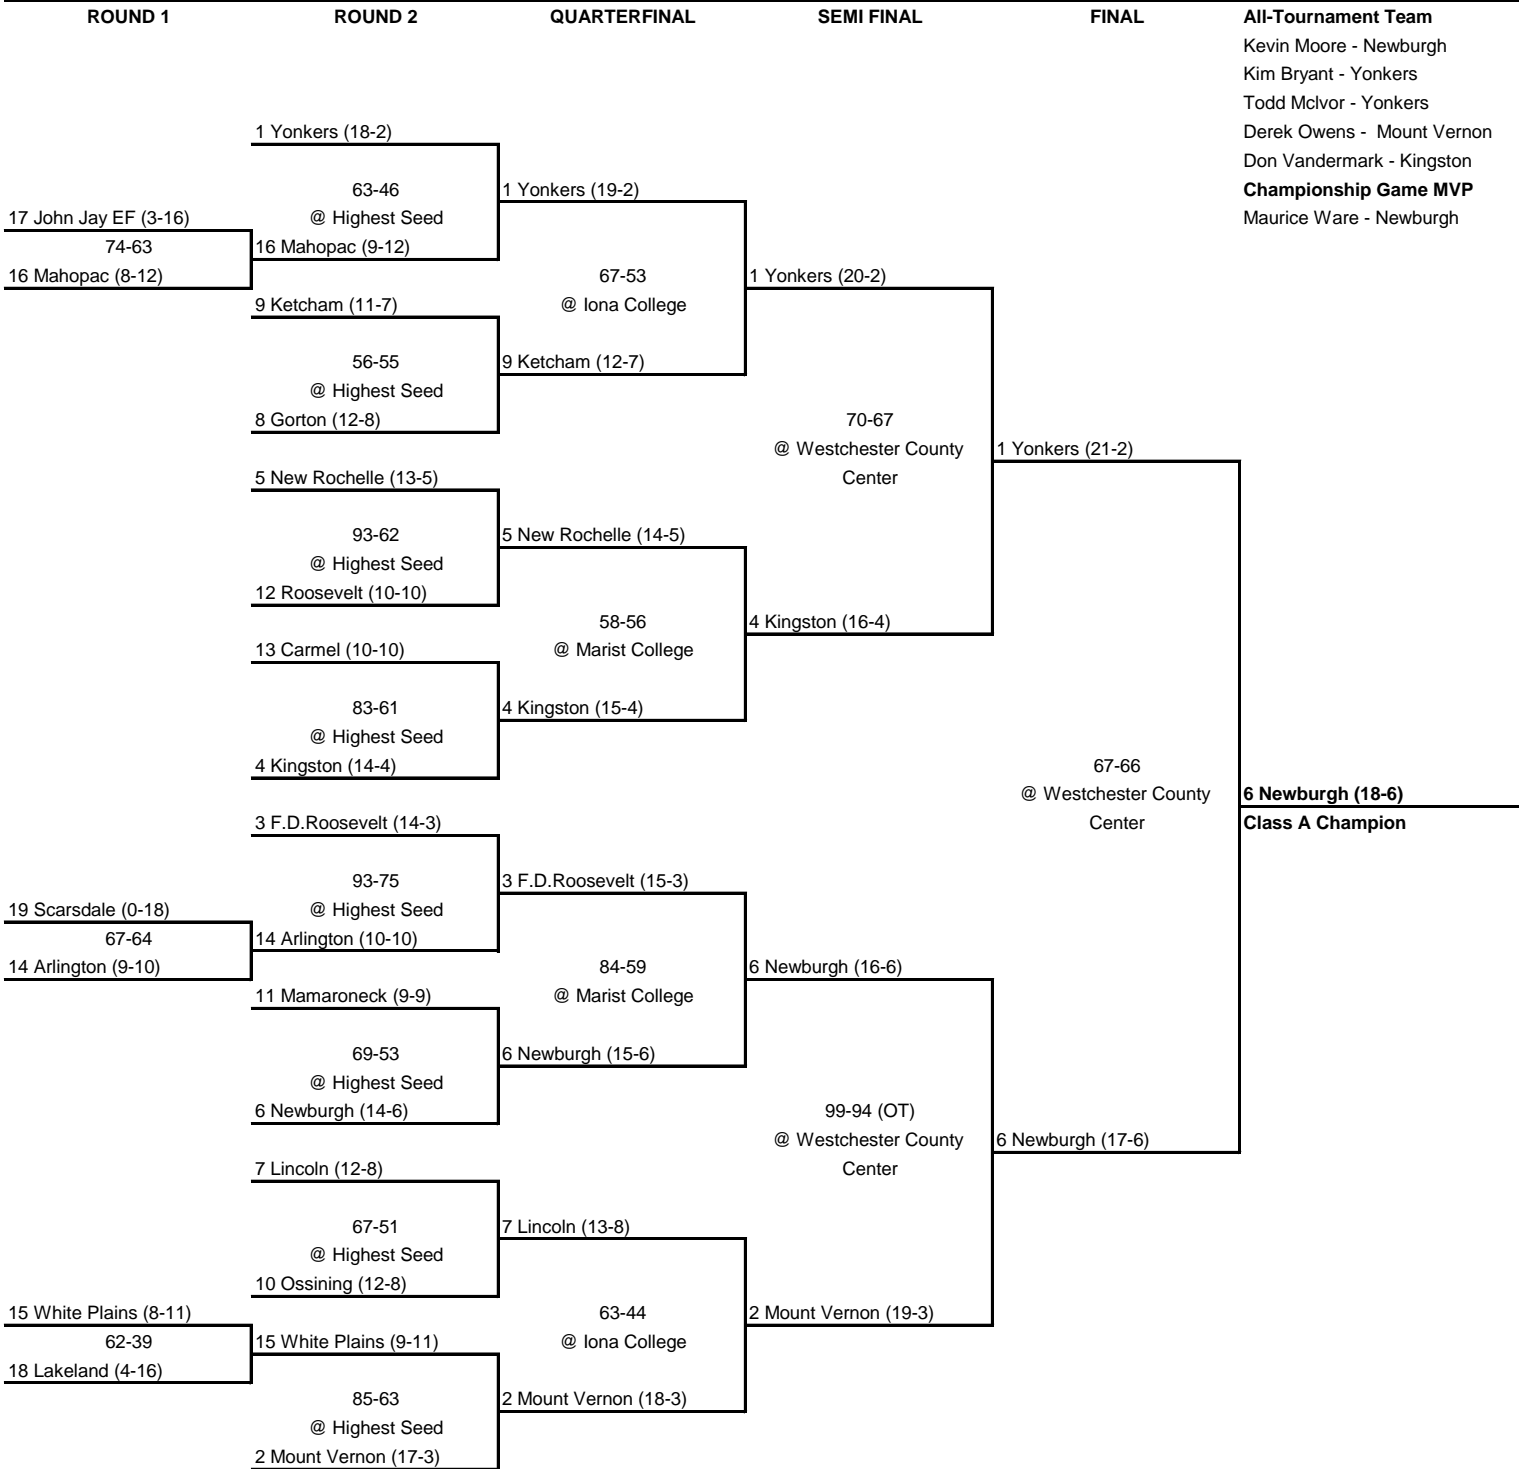 ROUND 1
ROUND 2
QUARTERFINAL
SEMI FINAL
FINAL
All-Tournament Team
Kevin Moore - Newburgh
Kim Bryant - Yonkers
Todd McIvor - Yonkers
Derek Owens -  Mount Vernon
Don Vandermark - Kingston
Championship Game MVP
Maurice Ware - Newburgh
17 John Jay EF (3-16)
74-63
16 Mahopac (8-12)
19 Scarsdale (0-18)
67-64
14 Arlington (9-10)
15 White Plains (8-11)
62-39
18 Lakeland (4-16)
1 Yonkers (18-2)
63-46
@ Highest Seed
16 Mahopac (9-12)
9 Ketcham (11-7)
56-55
@ Highest Seed
8 Gorton (12-8)
5 New Rochelle (13-5)
93-62
@ Highest Seed
12 Roosevelt (10-10)
13 Carmel (10-10)
83-61
@ Highest Seed
4 Kingston (14-4)
3 F.D.Roosevelt (14-3)
93-75
@ Highest Seed
14 Arlington (10-10)
11 Mamaroneck (9-9)
69-53
@ Highest Seed
6 Newburgh (14-6)
7 Lincoln (12-8)
67-51
@ Highest Seed
10 Ossining (12-8)
15 White Plains (9-11)
85-63
@ Highest Seed
2 Mount Vernon (17-3)
1 Yonkers (19-2)
67-53
@ Iona College
9 Ketcham (12-7)
5 New Rochelle (14-5)
58-56
@ Marist College
4 Kingston (15-4)
3 F.D.Roosevelt (15-3)
84-59
@ Marist College
6 Newburgh (15-6)
7 Lincoln (13-8)
63-44
@ Iona College
2 Mount Vernon (18-3)
1 Yonkers (20-2)
70-67
@ Westchester County
Center
4 Kingston (16-4)
6 Newburgh (16-6)
99-94 (OT)
@ Westchester County
Center
2 Mount Vernon (19-3)
1 Yonkers (21-2)
67-66
@ Westchester County
Center
6 Newburgh (17-6)
6 Newburgh (18-6)
Class A Champion